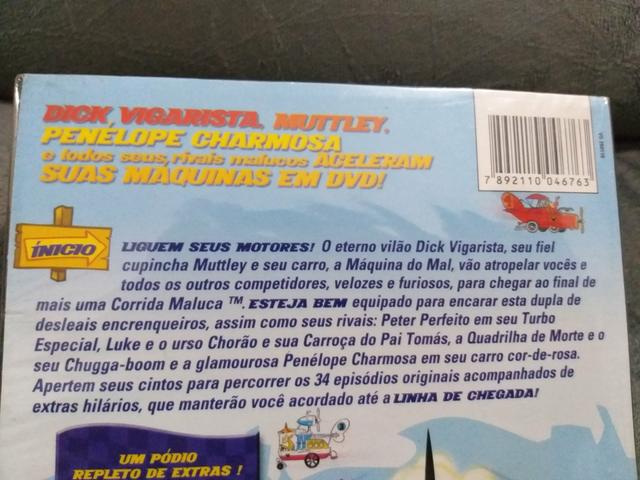 DICK VIGARISTA, MUTTLEY,
PENÉLOPE CHARMOSA
e todos seus rivais malucos ACELERAM
SUAS MÁQUINAS EM DVD!
7 892110 046763
ÍNICIO
LIGUEM SEUS MOTORES! O eterno vilão Dick Vigarista, seu fiel
cupincha Muttley e seu carro, a Máquina do Mal, vão atropelar vocês e
todos os outros competidores, velozes e furiosos, para chegar ao final de
mais uma Corrida Maluca ™. ESTEJA BEM equipado para encarar esta dupla de
desleais encrenqueiros, assim como seus rivais: Peter Perfeito em seu Turbo
Especial, Luke e o urso Chorão e sua Carroça do Pai Tomás, a Quadrilha de Morte e o
seu Chugga-boom e a glamourosa Penélope Charmosa em seu carro cor-de-rosa.
Apertem seus cintos para percorrer os 34 episódios originais acompanhados de
extras hilários, que manterão você acordado até a LINHA DE CHEGADA!
UM PÓDIO
REPLETO DE EXTRAS !